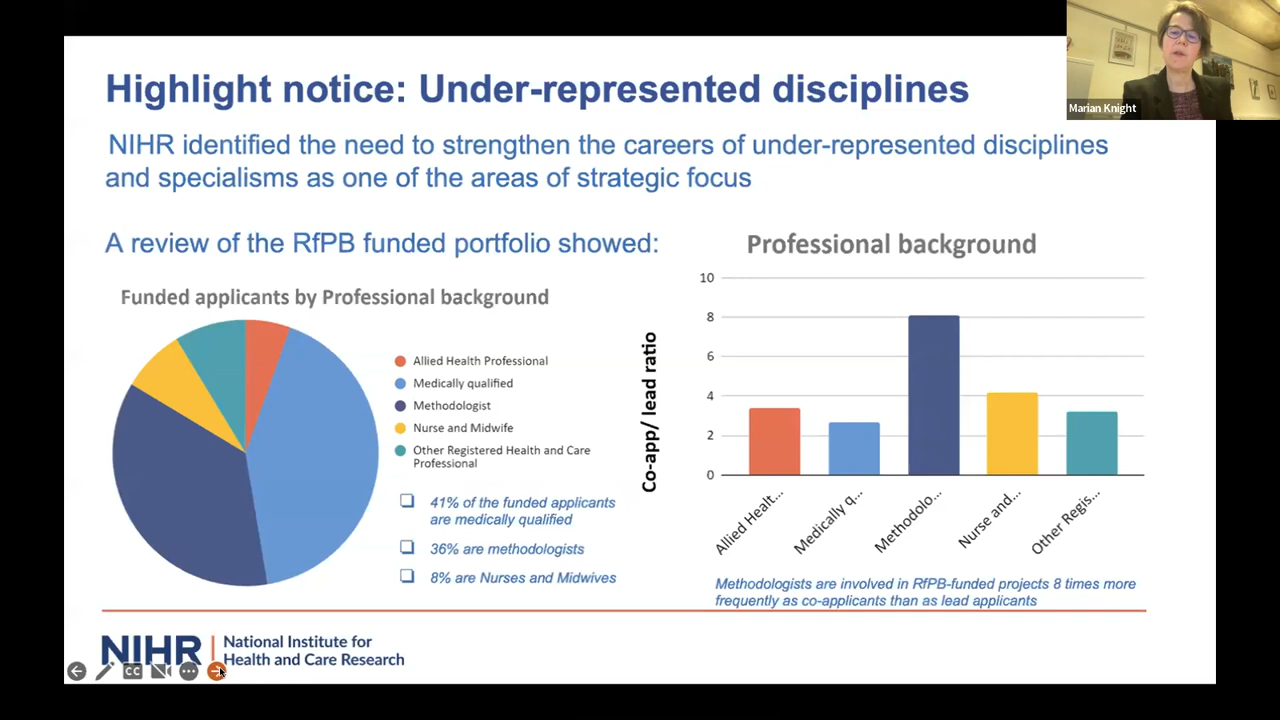 Marian Knight
Highlight notice: Under-represented disciplines
NIHR identified the need to strengthen the careers of under-represented disciplines
and specialisms as one of the areas of strategic focus
A review of the RfPB funded portfolio showed:
Funded applicants by Professional background
Allied Health Professional
Medically qualified
Methodologist
Nurse and Midwife
Other Registered Health and Care
Professional
41% of the funded applicants
are medically qualified
36% are methodologists
8% are Nurses and Midwives
Professional background
Co-app/ lead ratio
10
8
6
4
2
0
Allied Healt...
Medically q...
Methodolo...
Nurse and...
Other Regis...
Methodologists are involved in RfPB-funded projects 8 times more
frequently as co-applicants than as lead applicants
NIHR
National Institute for
Health and Care Research
CC